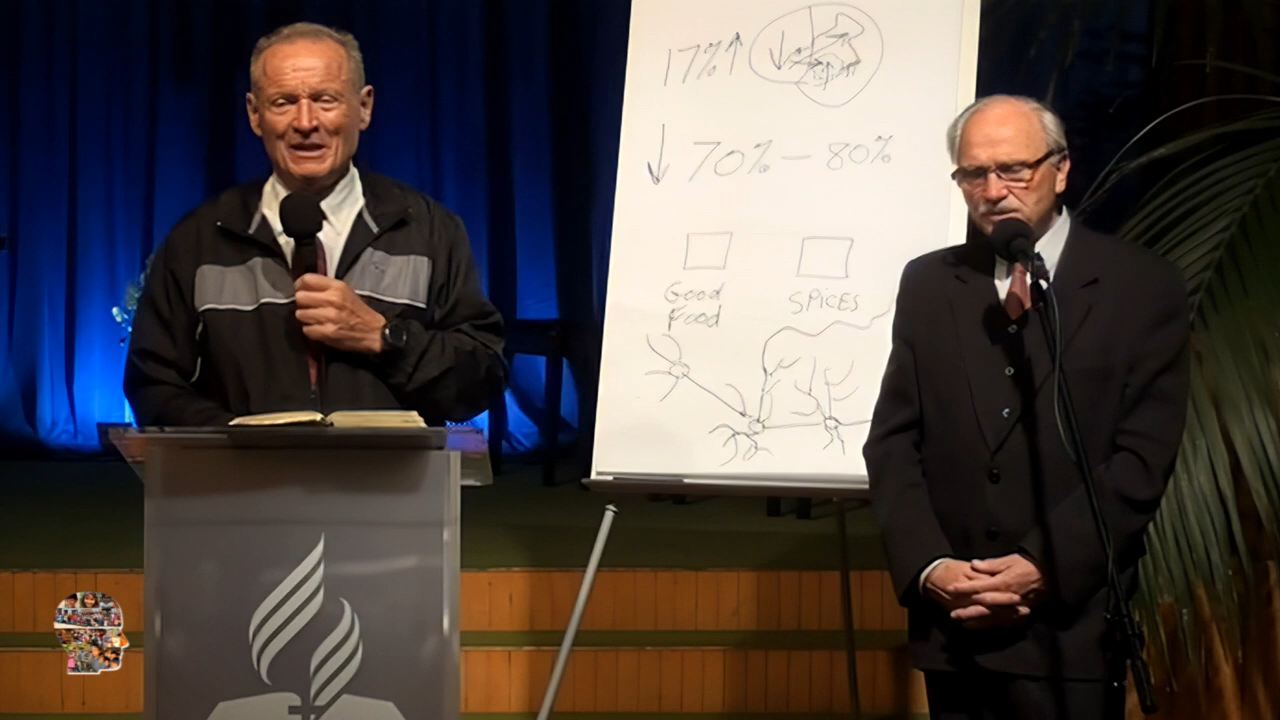 17%↑
↓ 70% – 80%
Good
Food
SPICES